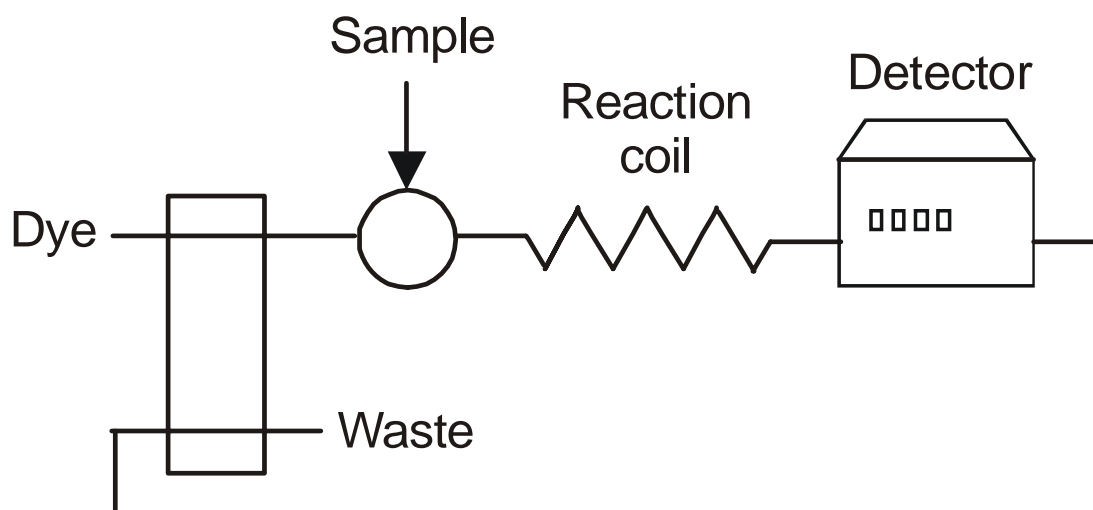 Sample
Detector
Reaction
coil
Dye
Waste